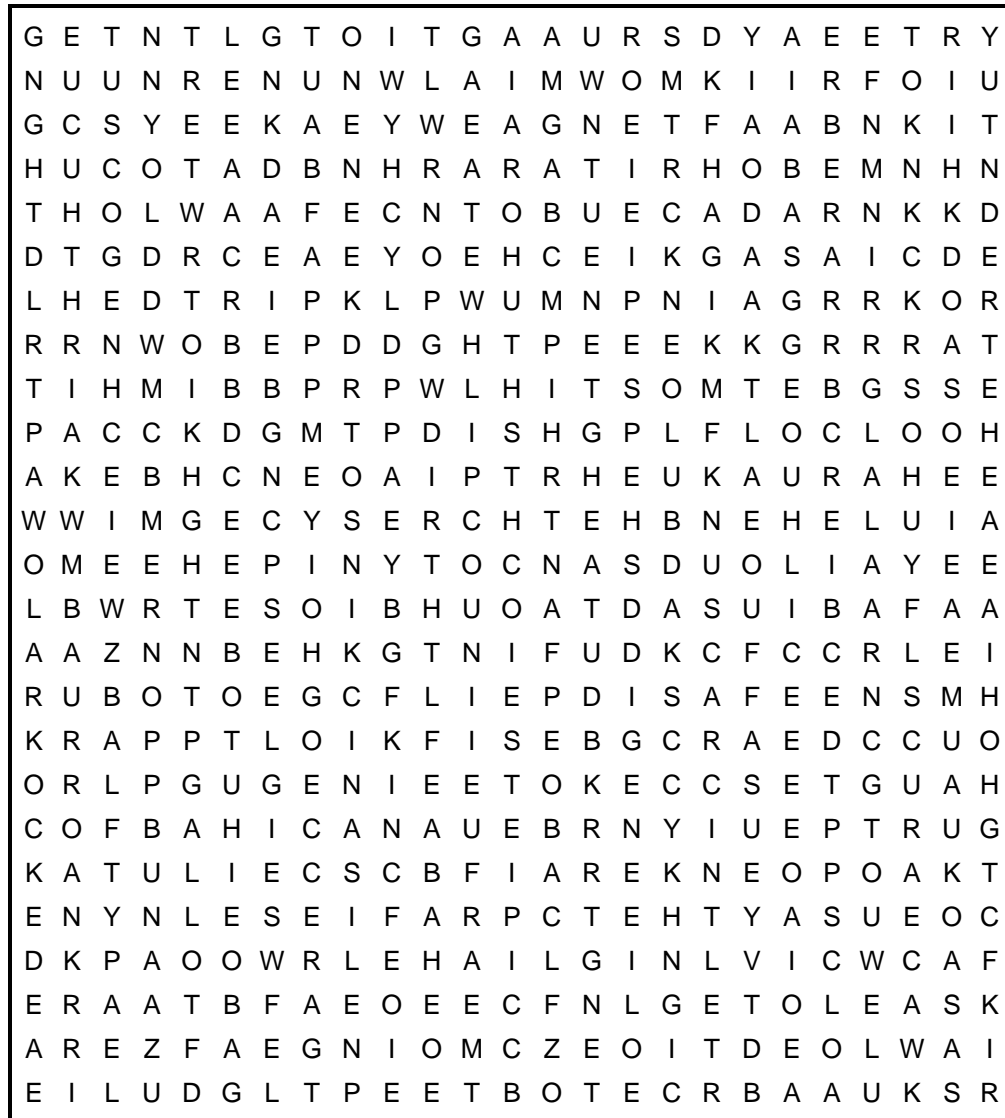 G E T N T L G T O I T G A A U R S D Y A E E T R Y
N U U N R E N U N W L A I M W O M K I I R F O I U
G C S Y E E K A E Y W E A G N E T F A A B N K I T
H U C O T A D B N H R A R A T I R H O B E M N H N
T H O L W A A F E C N T O B U E C A D A R N K K D
D T G D R C E A E Y O E H C E I K G A S A I C D E
L H E D T R I P K L P W U M N P N I A G R R K O R
R R N W O B E P D D G H T P E E E K K G R R R A T
T I H M I B B P R P W L H I T S O M T E B G S S E
P A C C K D G M T P D I S H G P L F L O C L O O H
A K E B H C N E O A I P T R H E U K A U R A H E E
W W I M G E C Y S E R C H T E H B N E H E L U I A
O M E E H E P I N Y T O C N A S D U O L I A Y E E
L B W R T E S O I B H U O A T D A S U I B A F A A
A A Z N N B E H K G T N I F U D K C F C C R L E I
R U B O T O E G C F L I E P D I S A F E E N S M H
K R A P P T L O I K F I S E B G C R A E D C C U O
O R L P G U G E N I E E T O K E C C S E T G U A H
C O F B A H I C A N A U E B R N Y I U E P T R U G
K A T U L I E C S C B F I A R E K N E O P O A K T
E N Y N L E S E I F A R P C T E H T Y A S U E O C
D K P A O O W R L E H A I L G I N L V I C W C A F
E R A A T B F A E O E E C F N L G E T O L E A S K
A R E Z F A E G N I O M C Z E O I T D E O L W A I
E I L U D G L T P E E T B O T E C R B A A U K S R